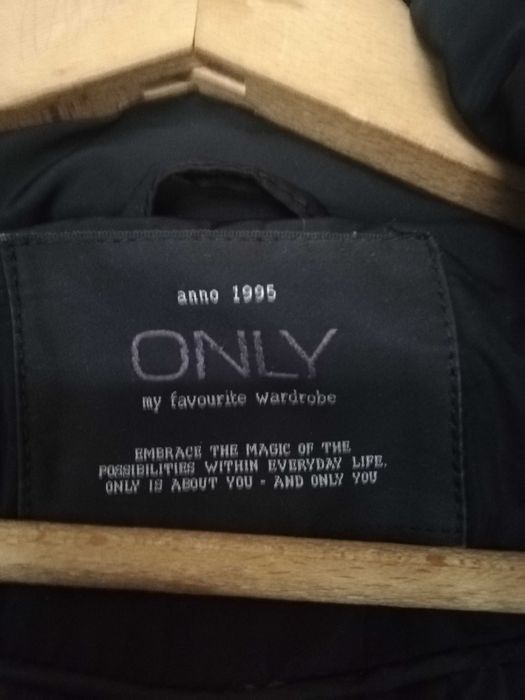 anno 1995
ONLY
my favourite wardrobe
EMBRACE THE MAGIC OF THE
POSSIBILITIES WITHIN EVERYDAY LIFE.
ONLY IS ABOUT YOU - AND ONLY YOU